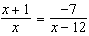 (x + 1)/x = -7/(x - 12)